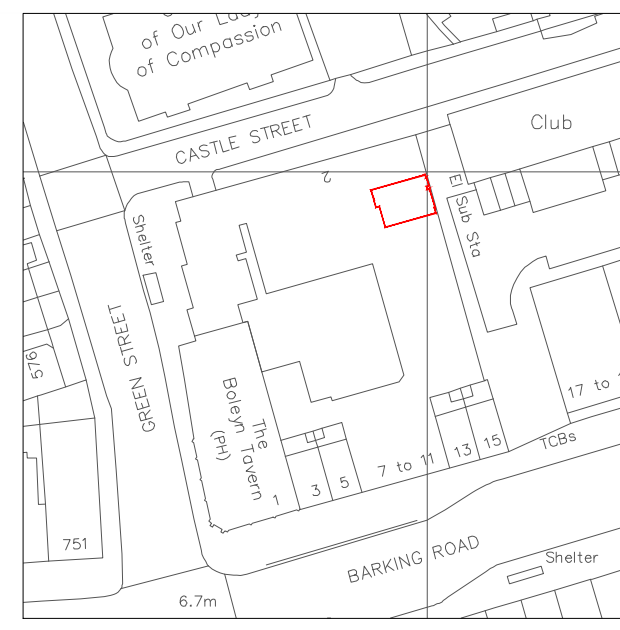 of Our Lady
of Compassion
CASTLE STREET
Club
2
El Sub Sta
Shelter
GREEN STREET
576
The
Boleyn Tavern
(PH)
17 to
1
3
5
7 to 11
13
15
TCBs
751
BARKING ROAD
Shelter
6.7m